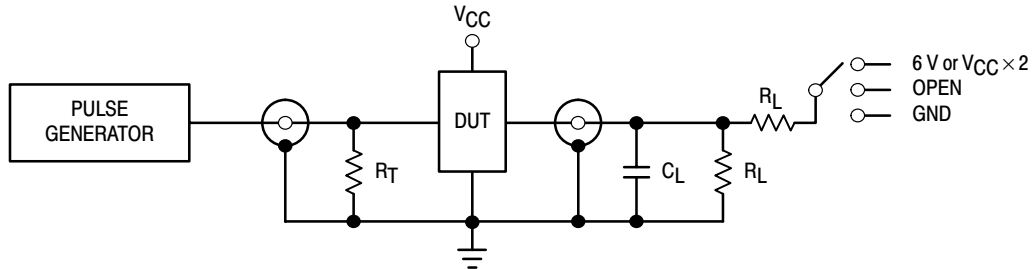 VCC
PULSE
GENERATOR
DUT
RT
CL
RL
RL
6 V or VCC × 2
OPEN
GND